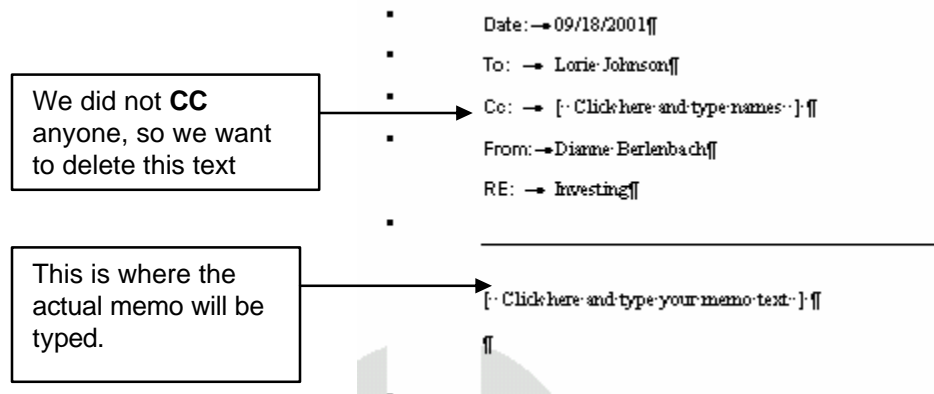 Date:→09/18/2001¶
To: → Lorie·Johnson¶
We did not CC
anyone, so we want
to delete this text
Cc: → [··Click·here·and·type·names··]·¶
From:→Dianne·Berlenbach¶
RE: → Investing¶
This is where the
actual memo will be
typed.
[··Click·here·and·type·your·memo·text··]·¶
¶